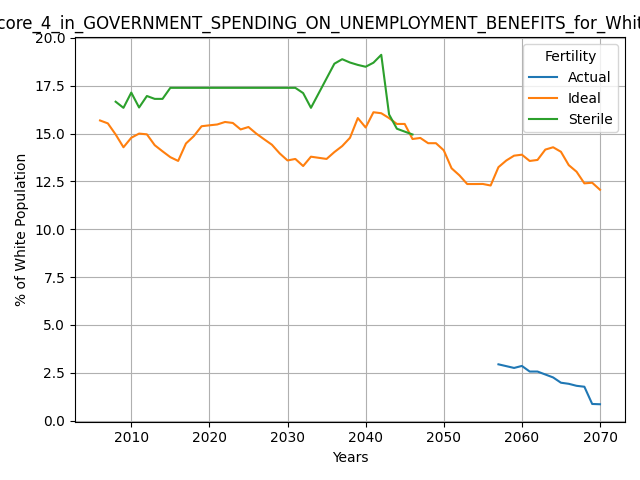 core_4_in_GOVERNMENT_SPENDING_ON_UNEMPLOYMENT_BENEFITS_for_Whit
20.0
17.5
15.0
12.5
10.0
7.5
5.0
2.5
0.0
% of White Population
Fertility
Actual
Ideal
Sterile
2010 2020 2030 2040 2050 2060 2070
Years